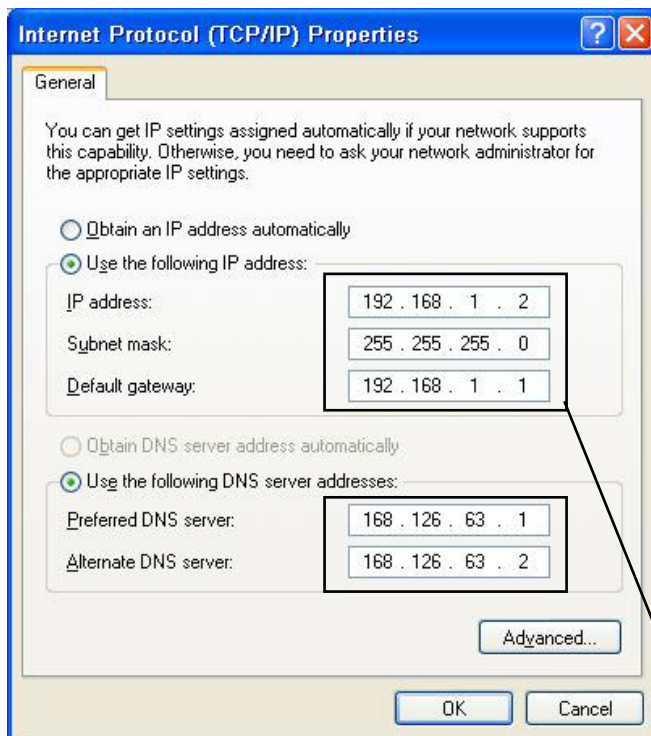 Internet Protocol (TCP/IP) Properties
General
You can get IP settings assigned automatically if your network supports
this capability. Otherwise, you need to ask your network administrator for
the appropriate IP settings.
Obtain an IP address automatically
Use the following IP address:
IP address: 192 . 168 . 1 . 2
Subnet mask: 255 . 255 . 255 . 0
Default gateway: 192 . 168 . 1 . 1
Obtain DNS server address automatically
Use the following DNS server addresses:
Preferred DNS server: 168 . 126 . 63 . 1
Alternate DNS server: 168 . 126 . 63 . 2
Advanced...
OK Cancel